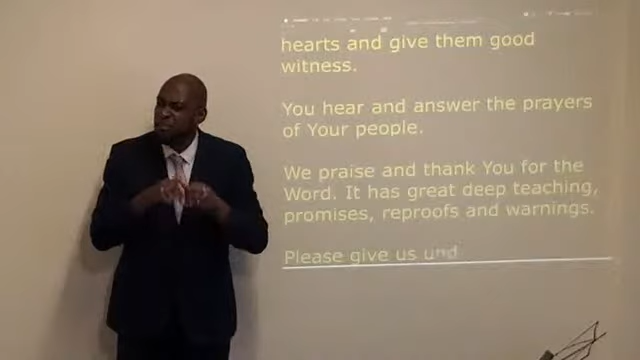 hearts and give them good
witness.
You hear and answer the prayers
of Your people.
We praise and thank You for the
Word. It has great deep teaching,
promises, reproofs and warnings.
Please give us und